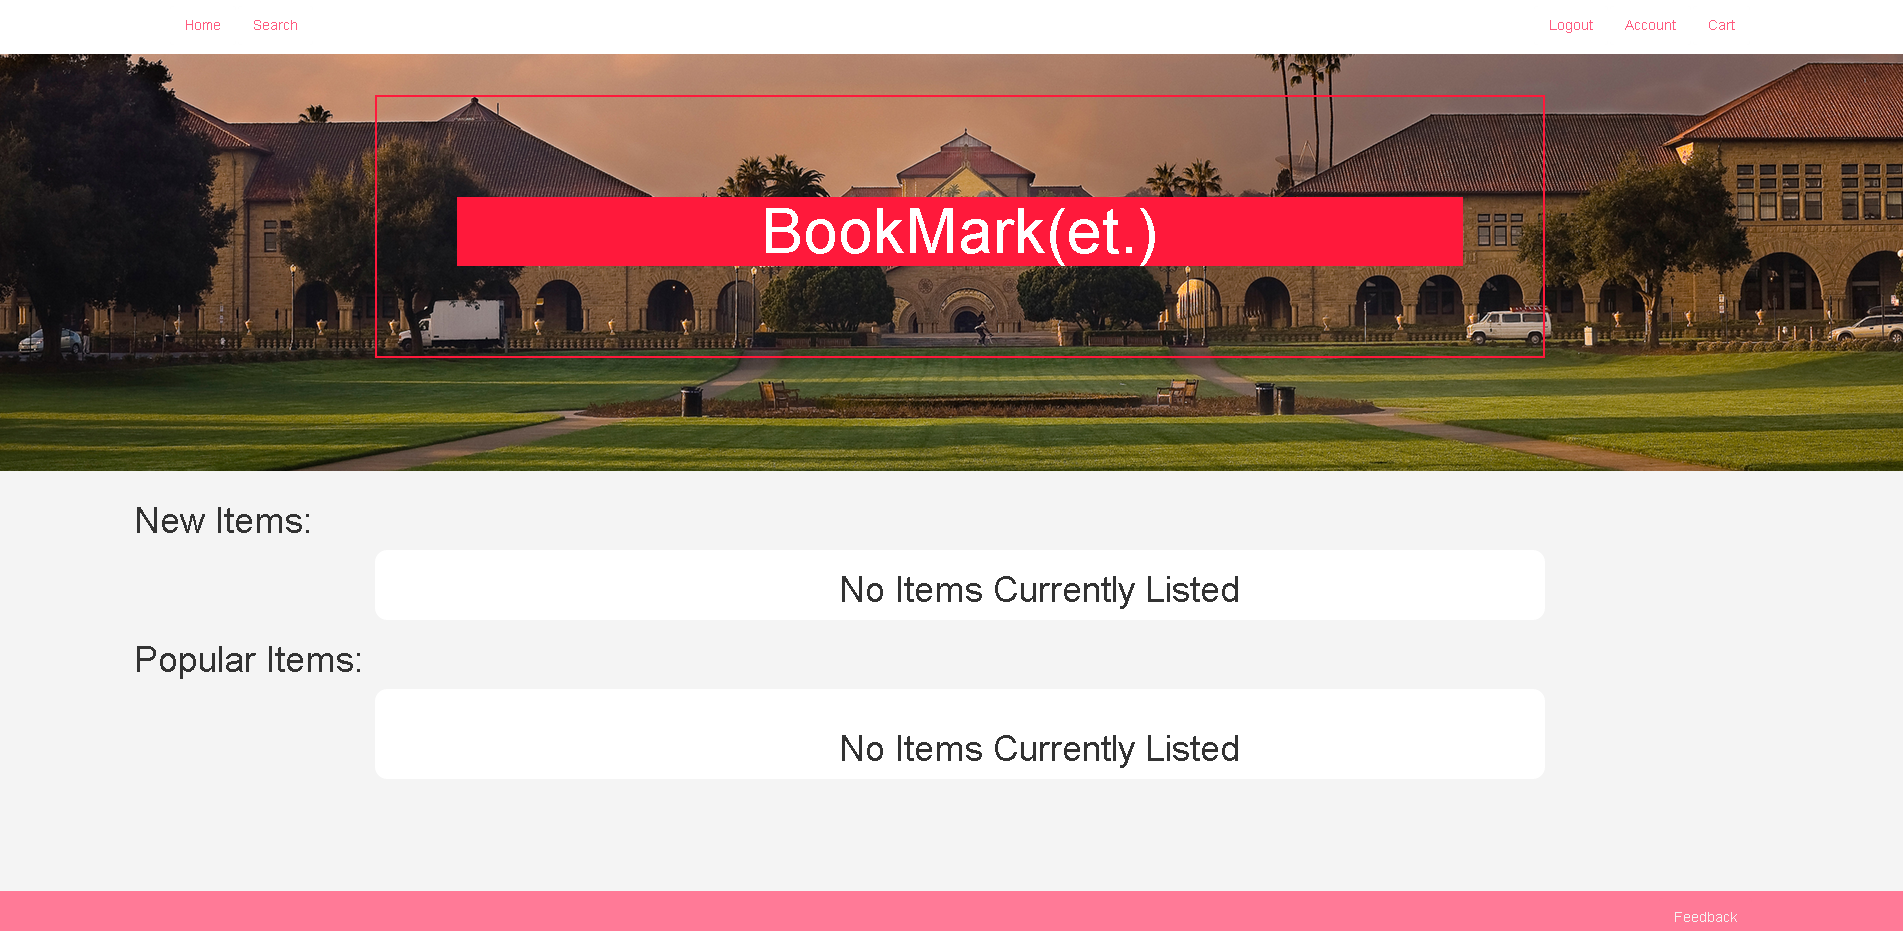 Home Search Logout Account Cart
BookMark(et.)
New Items:
No Items Currently Listed
Popular Items:
No Items Currently Listed
Feedback